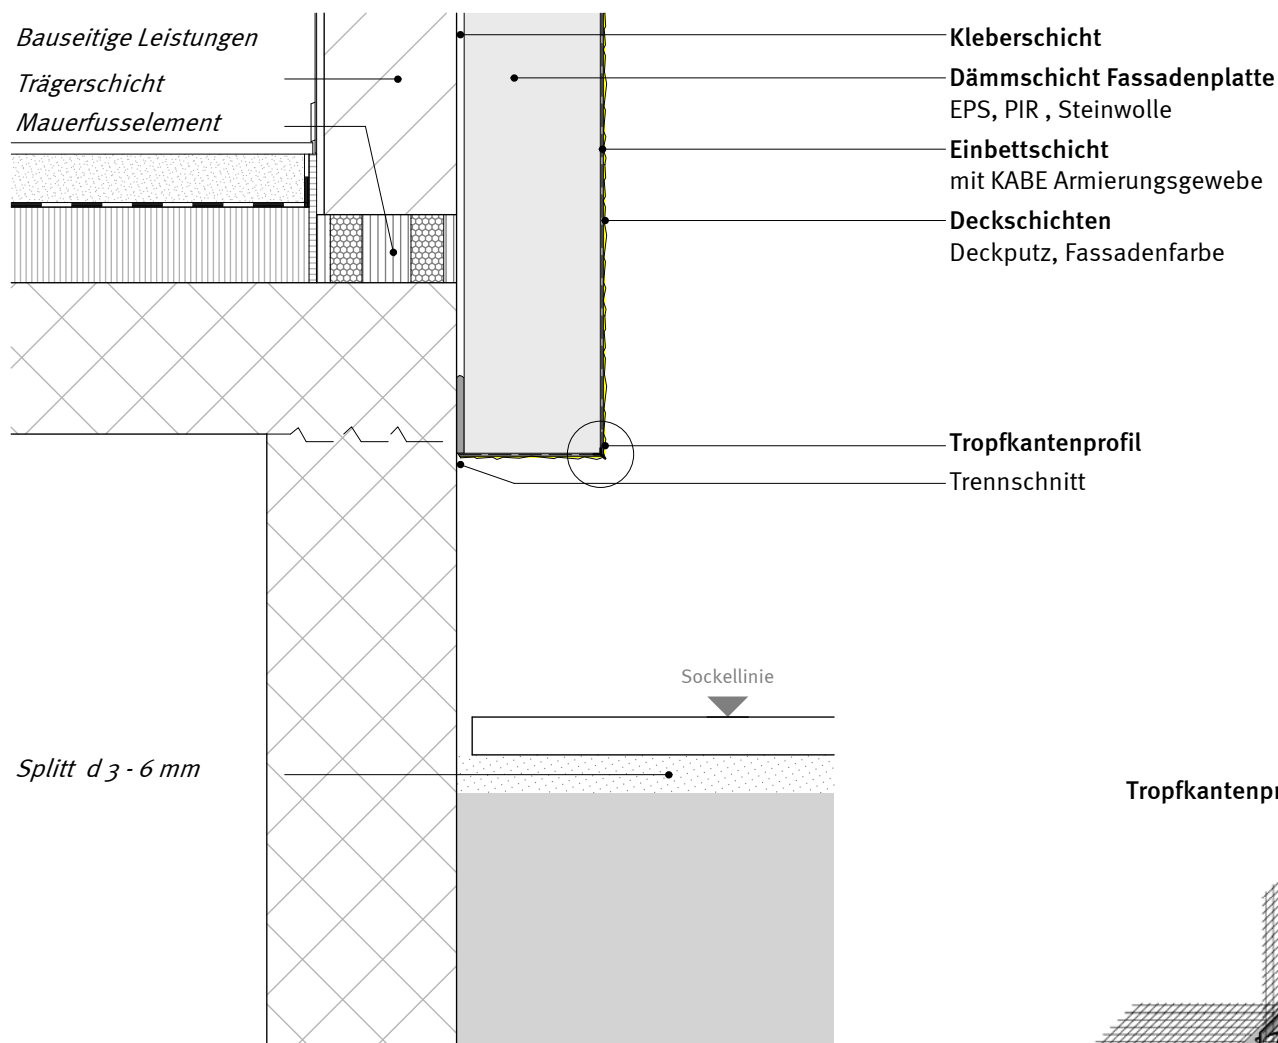 Bauseitige Leistungen
Trägerschicht
Mauerfusselement
Kleberschicht
Dämmschicht Fassadenplatte
EPS, PIR , Steinwolle
Einbettschicht
mit KABE Armierungsgewebe
Deckschichten
Deckputz, Fassadenfarbe
Tropfkantenprofil
Trennschnitt
Sockellinie
Splitt d 3 - 6 mm
Tropfkantenpr